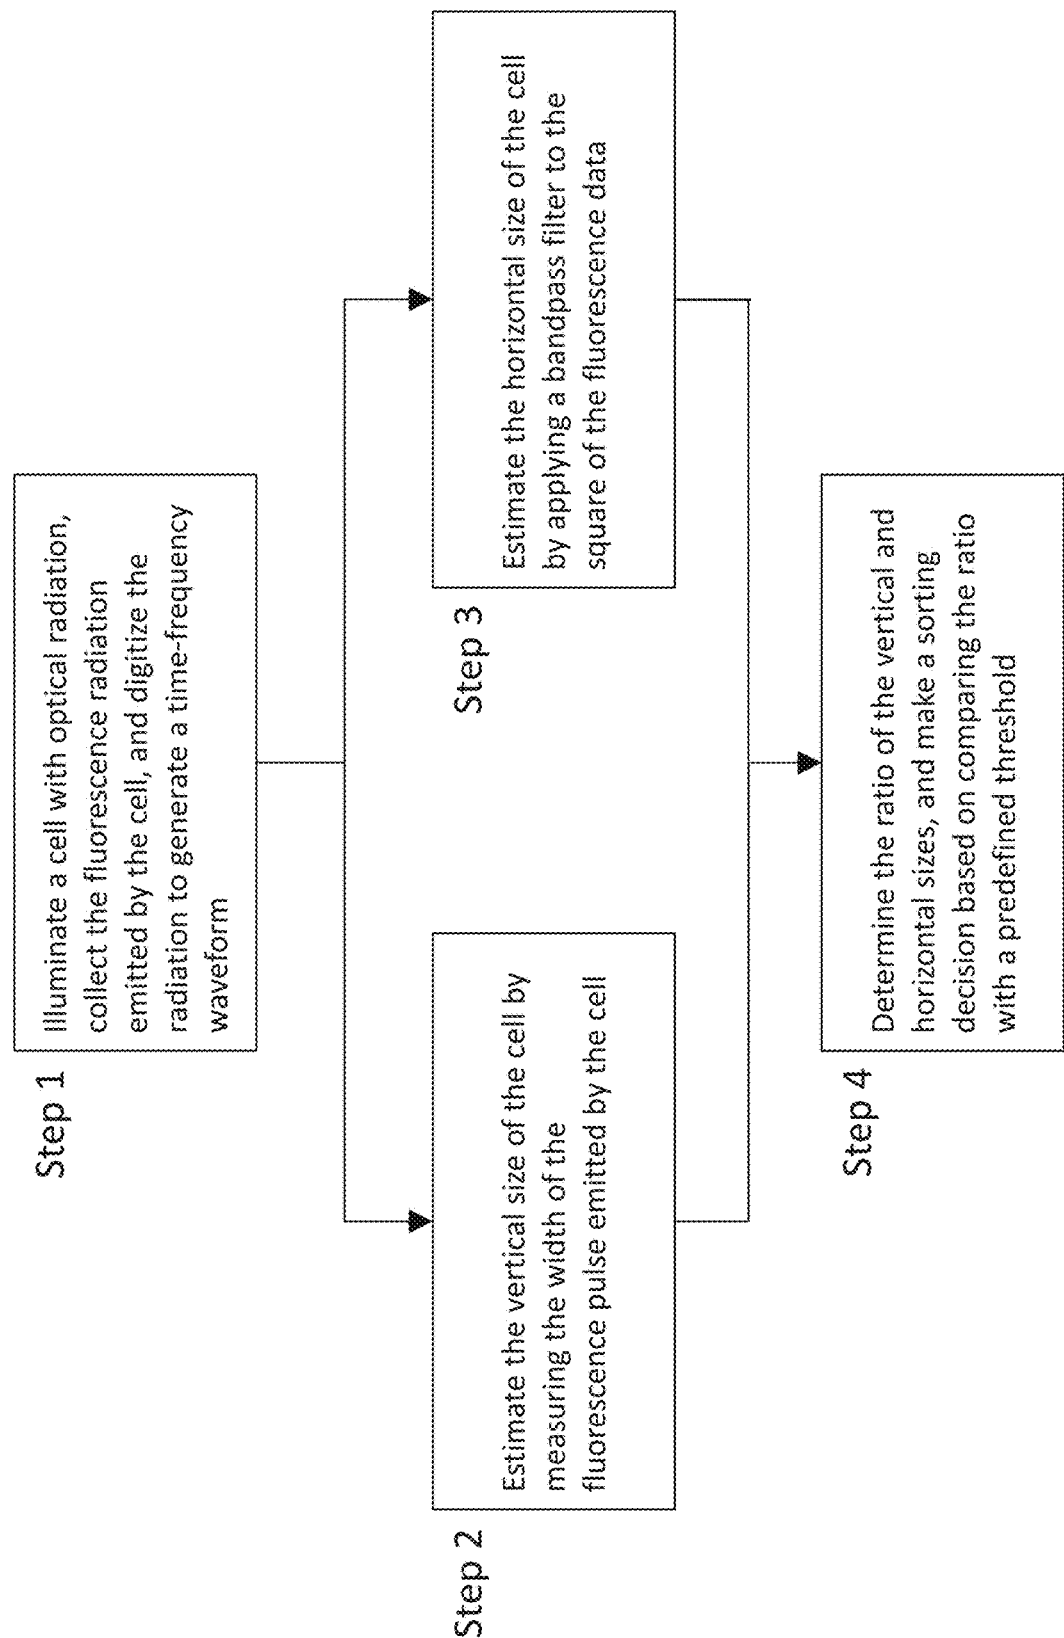 Step 1
Illuminate a cell with optical radiation,
collect the fluorescence radiation
emitted by the cell, and digitize the
radiation to generate a time-frequency
waveform
Step 2
Estimate the vertical size of the cell by
measuring the width of the
fluorescence pulse emitted by the cell
Step 3
Estimate the horizontal size of the cell
by applying a bandpass filter to the
square of the fluorescence data
Step 4
Determine the ratio of the vertical and
horizontal sizes, and make a sorting
decision based on comparing the ratio
with a predefined threshold